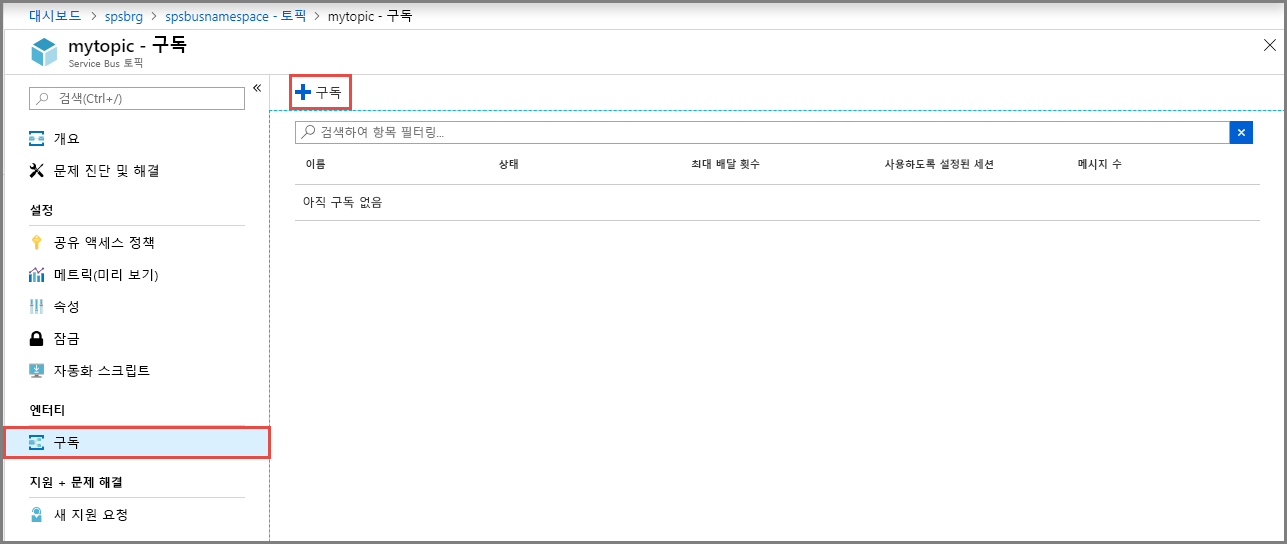 대시보드 > spsbrg > spsbusnamespace - 토픽 > mytopic - 구독
mytopic - 구독
Service Bus 토픽
검색(Ctrl+/)
«
개요
문제 진단 및 해결
설정
공유 액세스 정책
메트릭(미리 보기)
속성
잠금
자동화 스크립트
엔터티
구독
지원 + 문제 해결
새 지원 요청
구독
검색하여 항목 필터링...
이름 상태 최대 배달 횟수 사용하도록 설정된 세션 메시지 수
아직 구독 없음